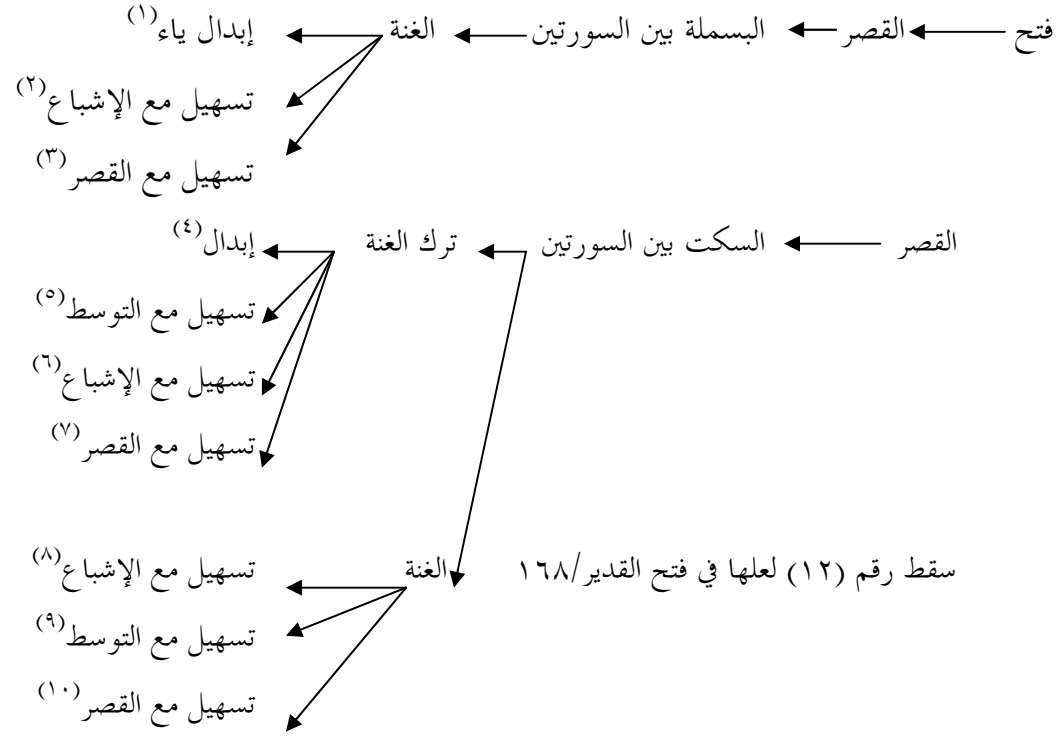 فتح القصر البسملة بين السورتين الغنة إبدال ياء(١)
تسهيل مع الإشباع(٢)
تسهيل مع القصر(٣)
القصر السكت بين السورتين ترك الغنة إبدال(٤)
تسهيل مع التوسط(٥)
تسهيل مع الإشباع(٦)
تسهيل مع القصر(٧)
سقط رقم (١٢) لعلها في فتح القدير/١٦٨ الغنة تسهيل مع الإشباع(٨)
تسهيل مع التوسط(٩)
تسهيل مع القصر(١٠)